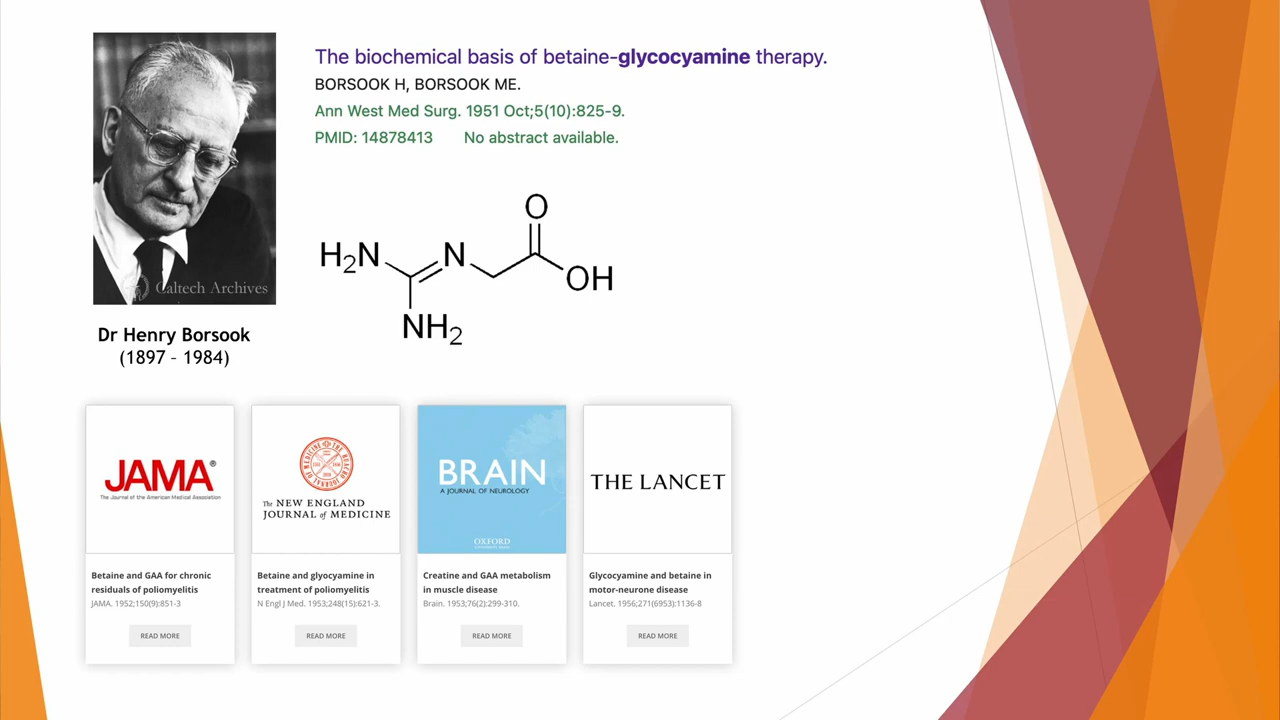 The biochemical basis of betaine-glycocyamine therapy.
BORSOOK H, BORSOOK ME.
Ann West Med Surg. 1951 Oct;5(10):825-9.
PMID: 14878413 No abstract available.
Caltech Archives
Dr Henry Borsook
(1897 - 1984)
O
H2N
N
OH
NH2
JAMA®
The Journal of the American Medical Association
Betaine and GAA for chronic
residuals of poliomyelitis
JAMA. 1952;150(9):851-3
READ MORE
The NEW ENGLAND
JOURNAL of MEDICINE
Betaine and glyocyamine in
treatment of poliomyelitis
N Engl J Med. 1953;248(15):621-3.
READ MORE
BRAIN
A JOURNAL OF NEUROLOGY
OXFORD
UNIVERSITY PRESS
Creatine and GAA metabolism
in muscle disease
Brain. 1953;76(2):299-310.
READ MORE
THE LANCET
Glycocyamine and betaine in
motor-neurone disease
Lancet. 1956;271(6953):1136-8
READ MORE